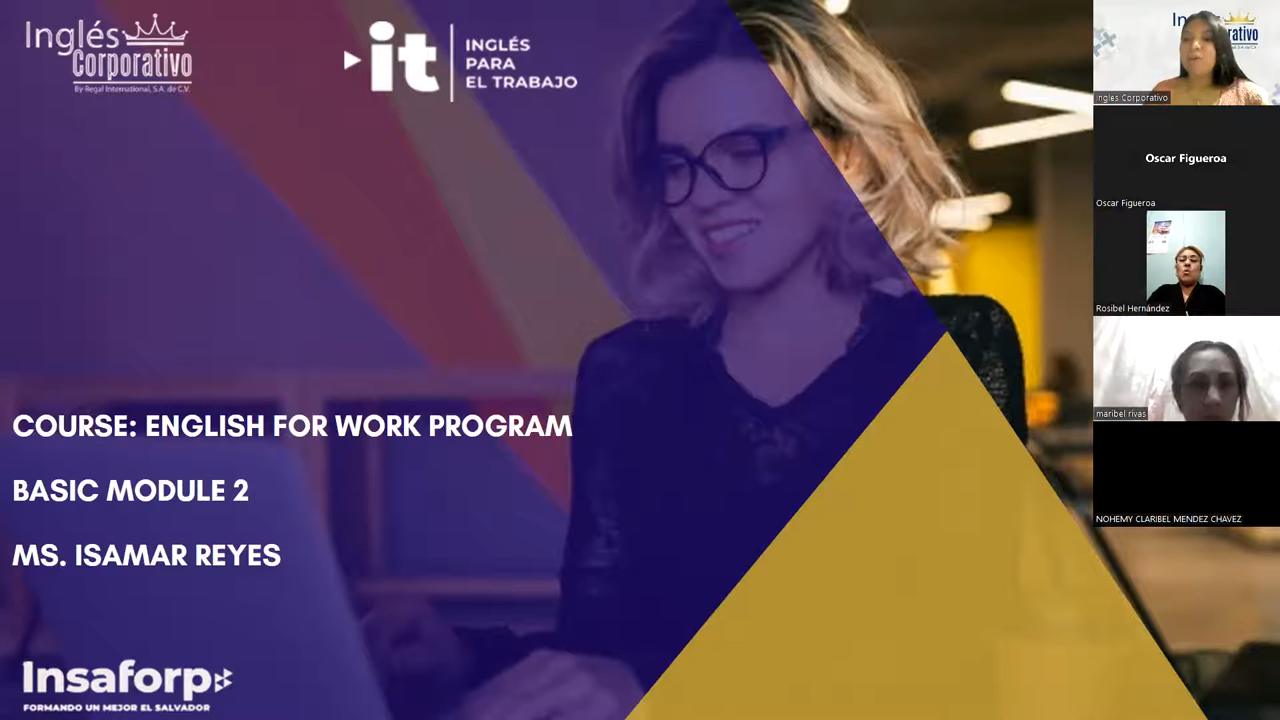 Inglés
Corporativo
By Regal International, S.A. de C.V.
it
INGLÉS
PARA
EL TRABAJO
COURSE: ENGLISH FOR WORK PROGRAM
BASIC MODULE 2
MS. ISAMAR REYES
Insaforp
FORMANDO UN MEJOR EL SALVADOR
Inglés Corporativo
Oscar Figueroa
Oscar Figueroa
Rosibel Hernández
maribel rivas
NOHEMY CLARIBEL MENDEZ CHAVEZ